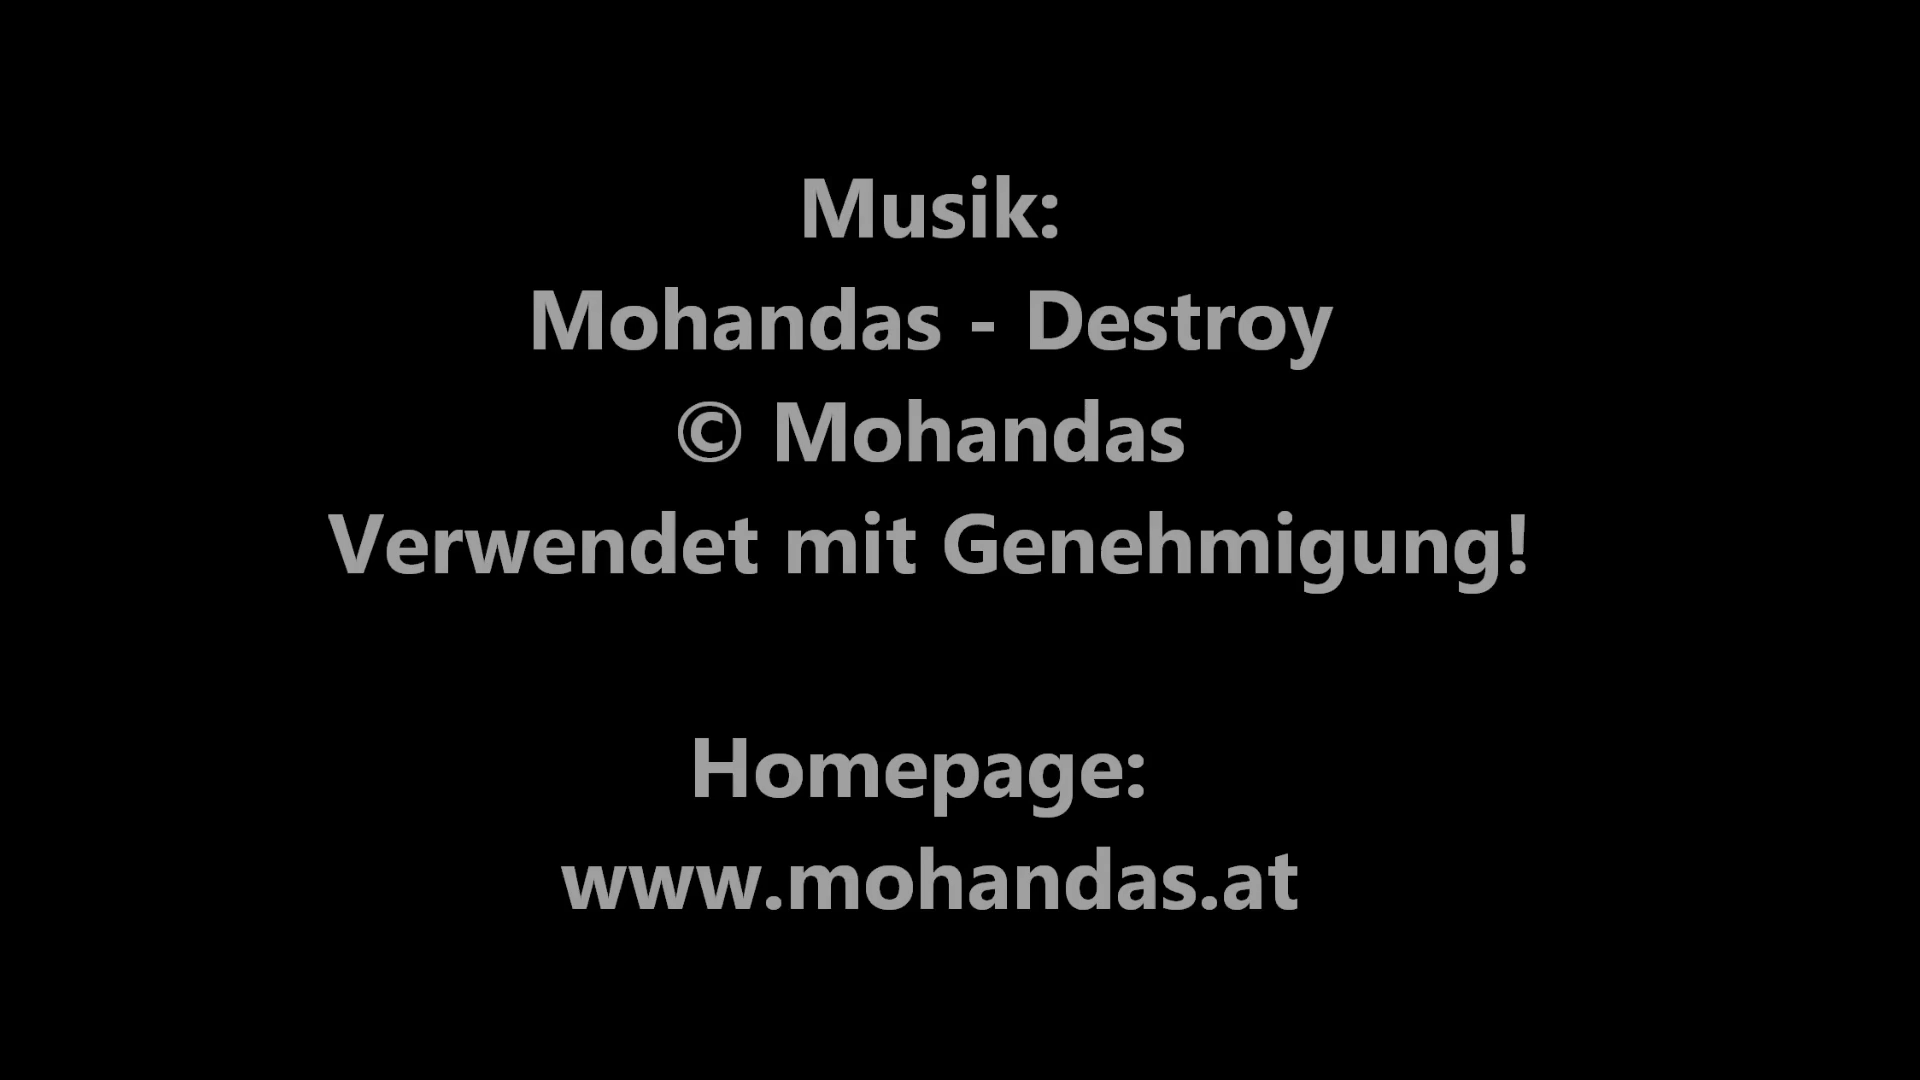 Musik:
Mohandas - Destroy
© Mohandas
Verwendet mit Genehmigung!
Homepage:
www.mohandas.at